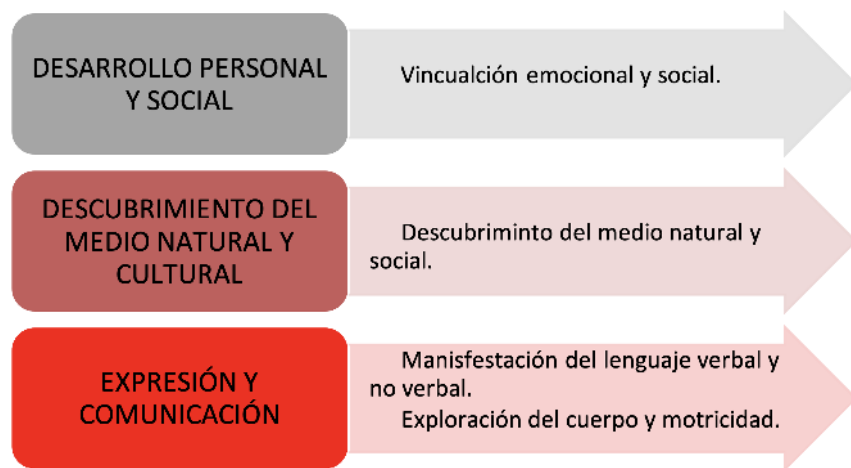 DESARROLLO PERSONAL
Y SOCIAL
Vincualción emocional y social.
DESCUBRIMIENTO DEL
MEDIO NATURAL Y
CULTURAL
Descubriminto del medio natural y
social.
EXPRESIÓN Y
COMUNICACIÓN
Manisfestación del lenguaje verbal y
no verbal.
Exploración del cuerpo y motricidad.